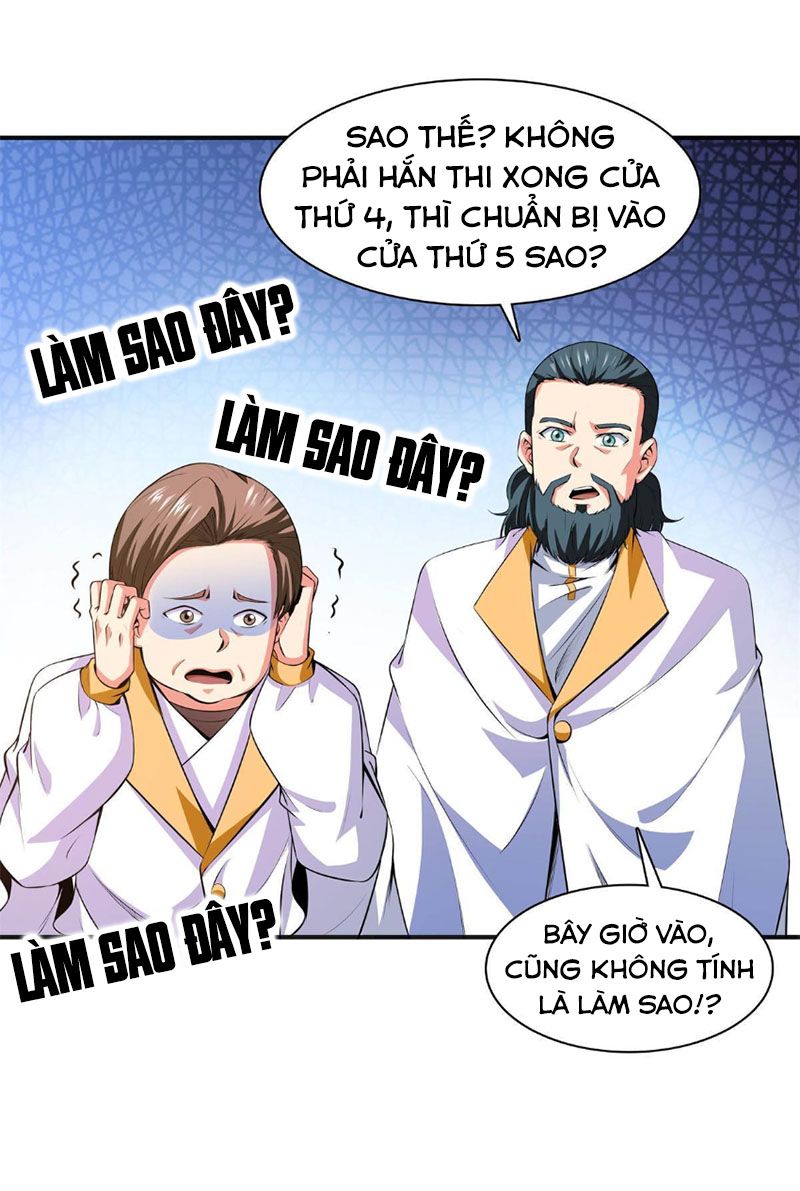 SAO THẾ? KHÔNG
PHẢI HẮN THI XONG CỬA
THỨ 4, THÌ CHUẨN BỊ VÀO
CỬA THỨ 5 SAO?
LÀM SAO ĐÂY?
LÀM SAO ĐÂY?
LÀM SAO ĐÂY?
BÂY GIỜ VÀO,
CŨNG KHÔNG TÍNH
LÀ LÀM SAO!?